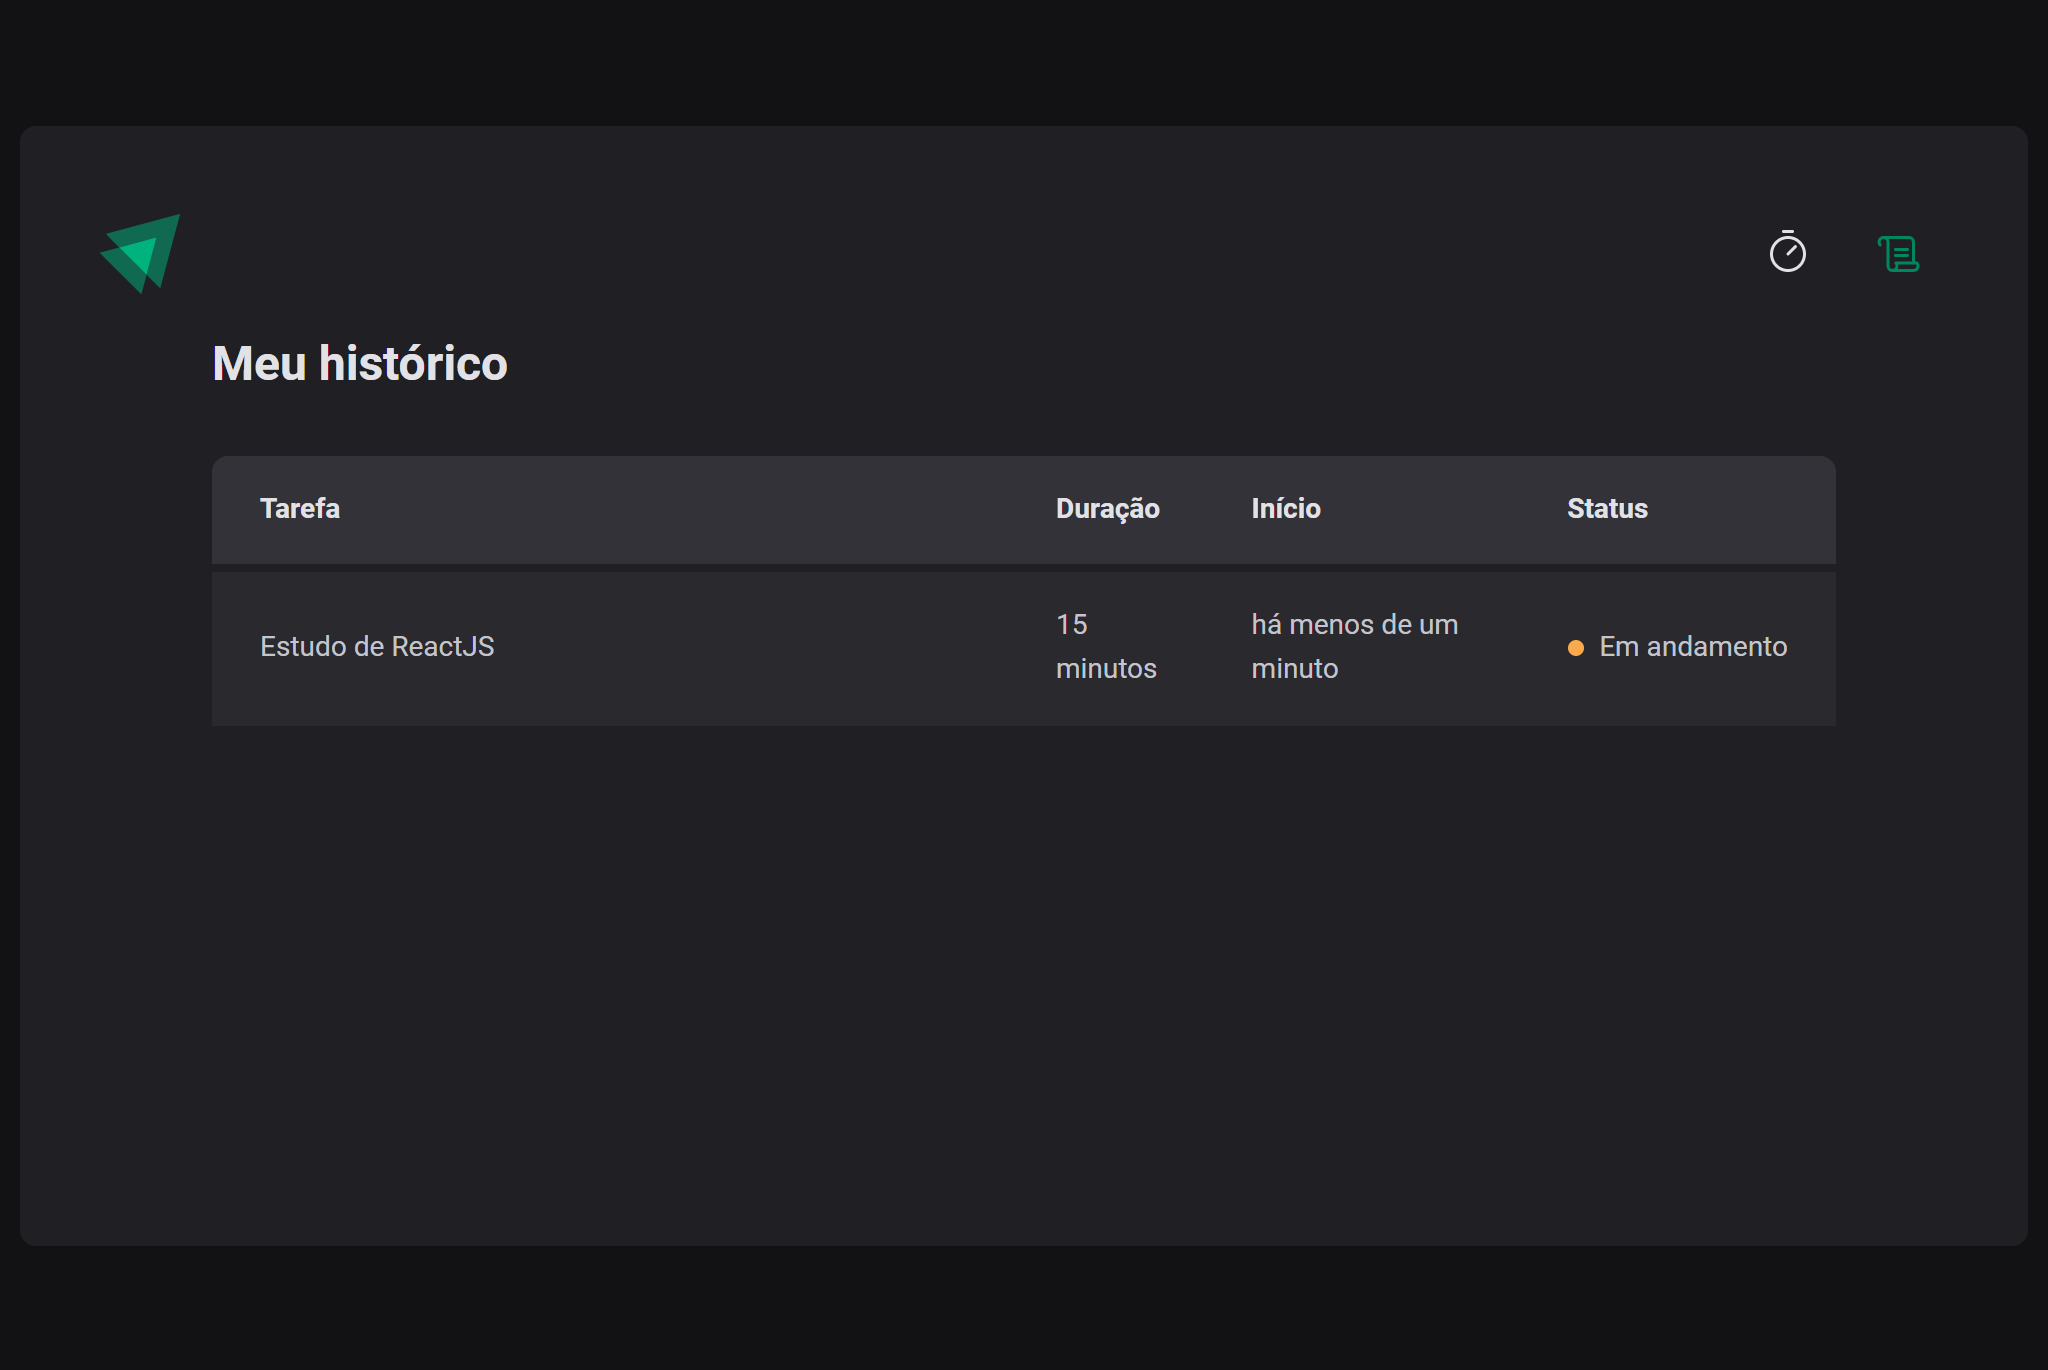 Meu histórico
Tarefa Duração Início Status
Estudo de ReactJS 15 minutos há menos de um minuto Em andamento